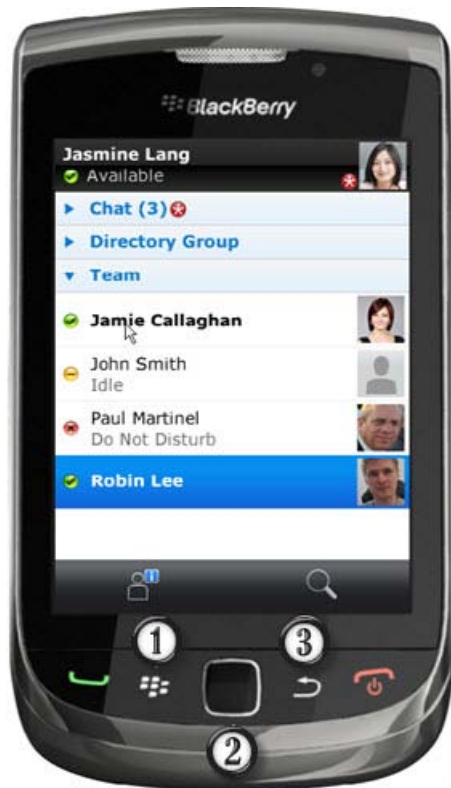 BlackBerry
Jasmine Lang
Available
Chat (3)
Directory Group
Team
Jamie Callaghan
John Smith
Idle
Paul Martinel
Do Not Disturb
Robin Lee
1
3
2